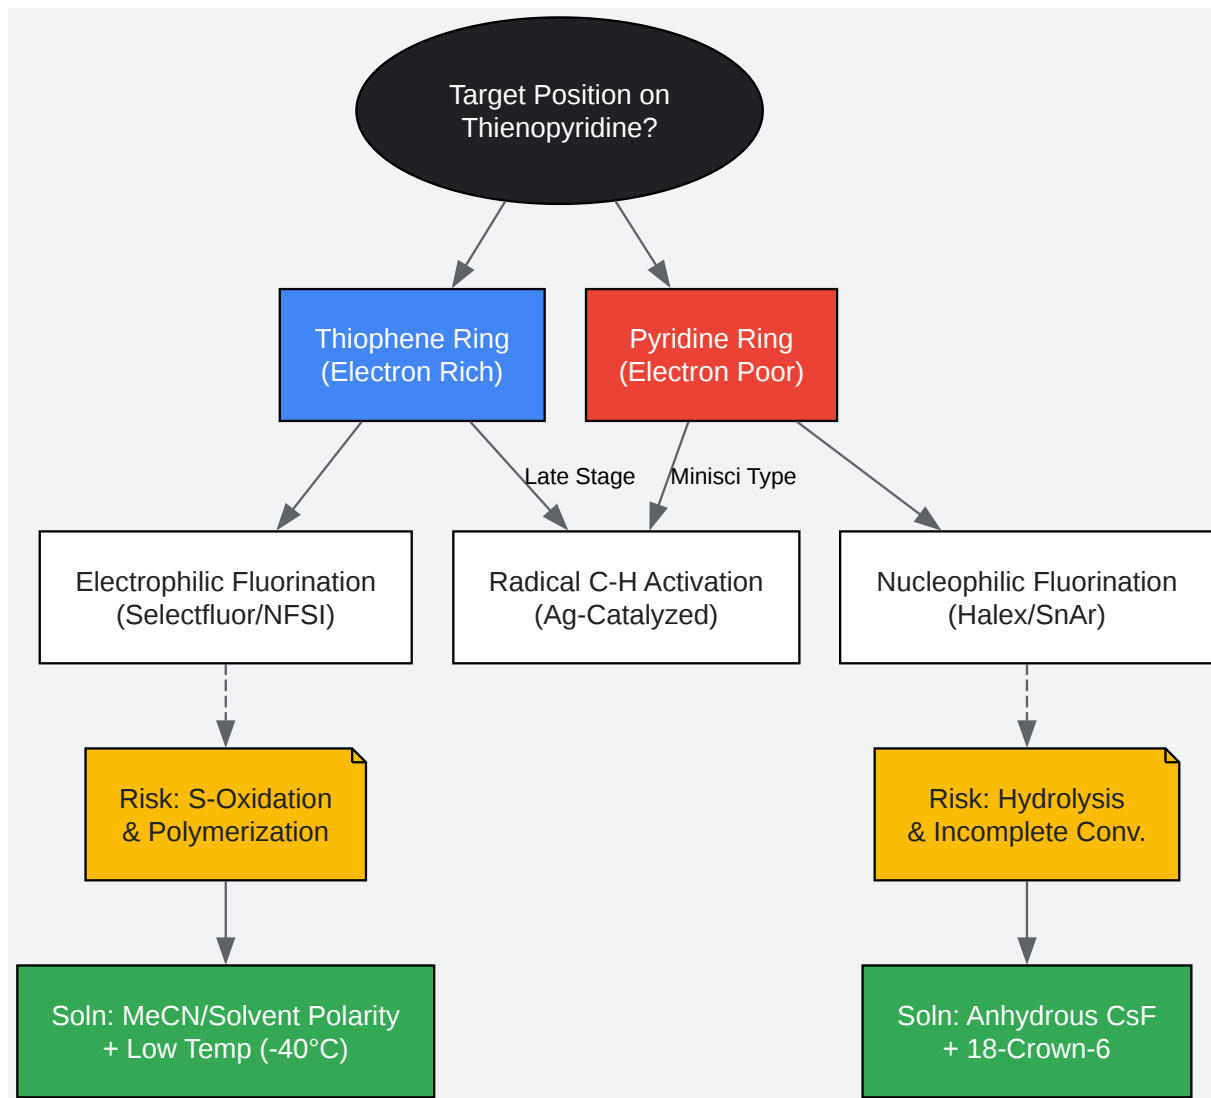 Target Position on
Thienopyridine?
Thiophene Ring
(Electron Rich)
Pyridine Ring
(Electron Poor)
Late Stage
Minisci Type
Electrophilic Fluorination
(Selectfluor/NFSI)
Radical C-H Activation
(Ag-Catalyzed)
Nucleophilic Fluorination
(Halex/SnAr)
Risk: S-Oxidation
& Polymerization
Risk: Hydrolysis
& Incomplete Conv.
Soln: MeCN/Solvent Polarity
+ Low Temp (-40°C)
Soln: Anhydrous CsF
+ 18-Crown-6